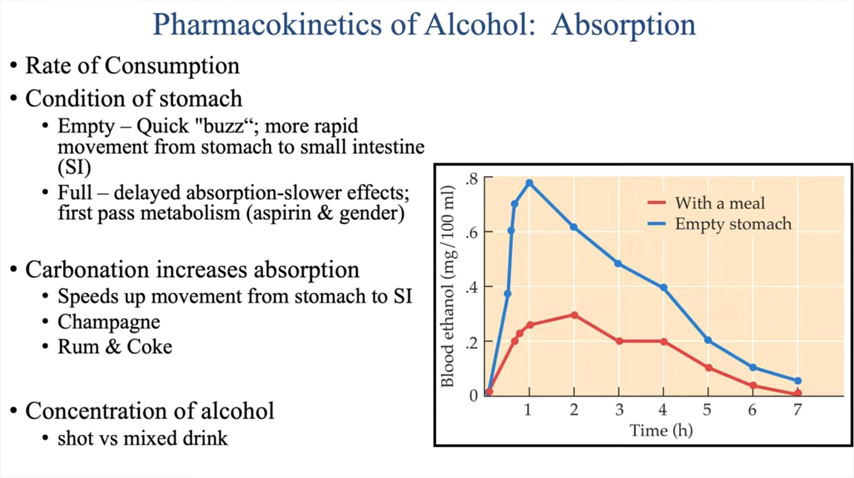 Pharmacokinetics of Alcohol: Absorption
• Rate of Consumption
• Condition of stomach
• Empty – Quick "buzz“; more rapid
movement from stomach to small intestine
(SI)
• Full – delayed absorption-slower effects;
first pass metabolism (aspirin & gender)
• Carbonation increases absorption
• Speeds up movement from stomach to SI
• Champagne
• Rum & Coke
• Concentration of alcohol
• shot vs mixed drink
Blood ethanol (mg/100 ml)
.8
.6
.4
.2
0
With a meal
Empty stomach
1 2 3 4 5 6 7
Time (h)